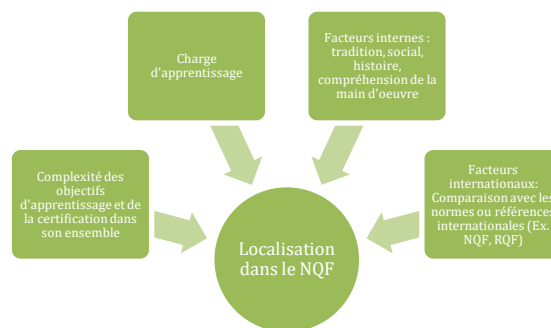 Charge
d'apprentissage
Facteurs internes :
tradition, social,
histoire,
compréhension de la
main d'oeuvre
Complexité des
objectifs
d'apprentissage et de
la certification dans
son ensemble
Facteurs
internationaux:
Comparaison avec les
normes ou références
internationales (Ex.
NQF, RQF)
Localisation
dans le NQF